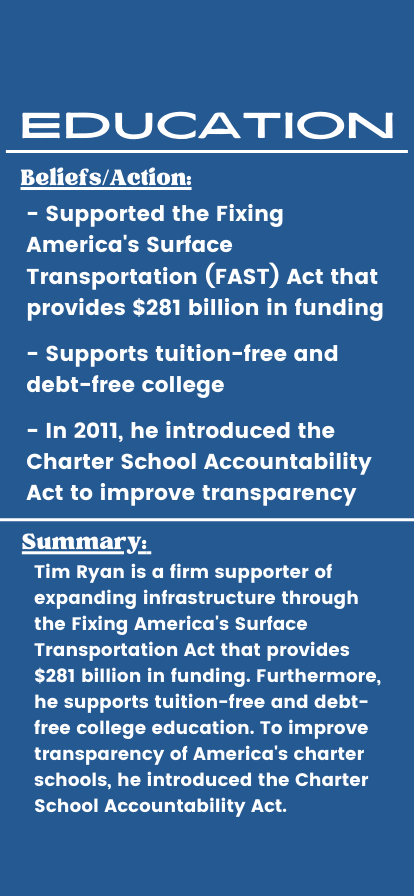 EDUCATION
Beliefs/Action:
- Supported the Fixing
America's Surface
Transportation (FAST) Act that
provides $281 billion in funding
- Supports tuition-free and
debt-free college
- In 2011, he introduced the
Charter School Accountability
Act to improve transparency
Summary:
Tim Ryan is a firm supporter of
expanding infrastructure through
the Fixing America's Surface
Transportation Act that provides
$281 billion in funding. Furthermore,
he supports tuition-free and debt-
free college education. To improve
transparency of America's charter
schools, he introduced the Charter
School Accountability Act.